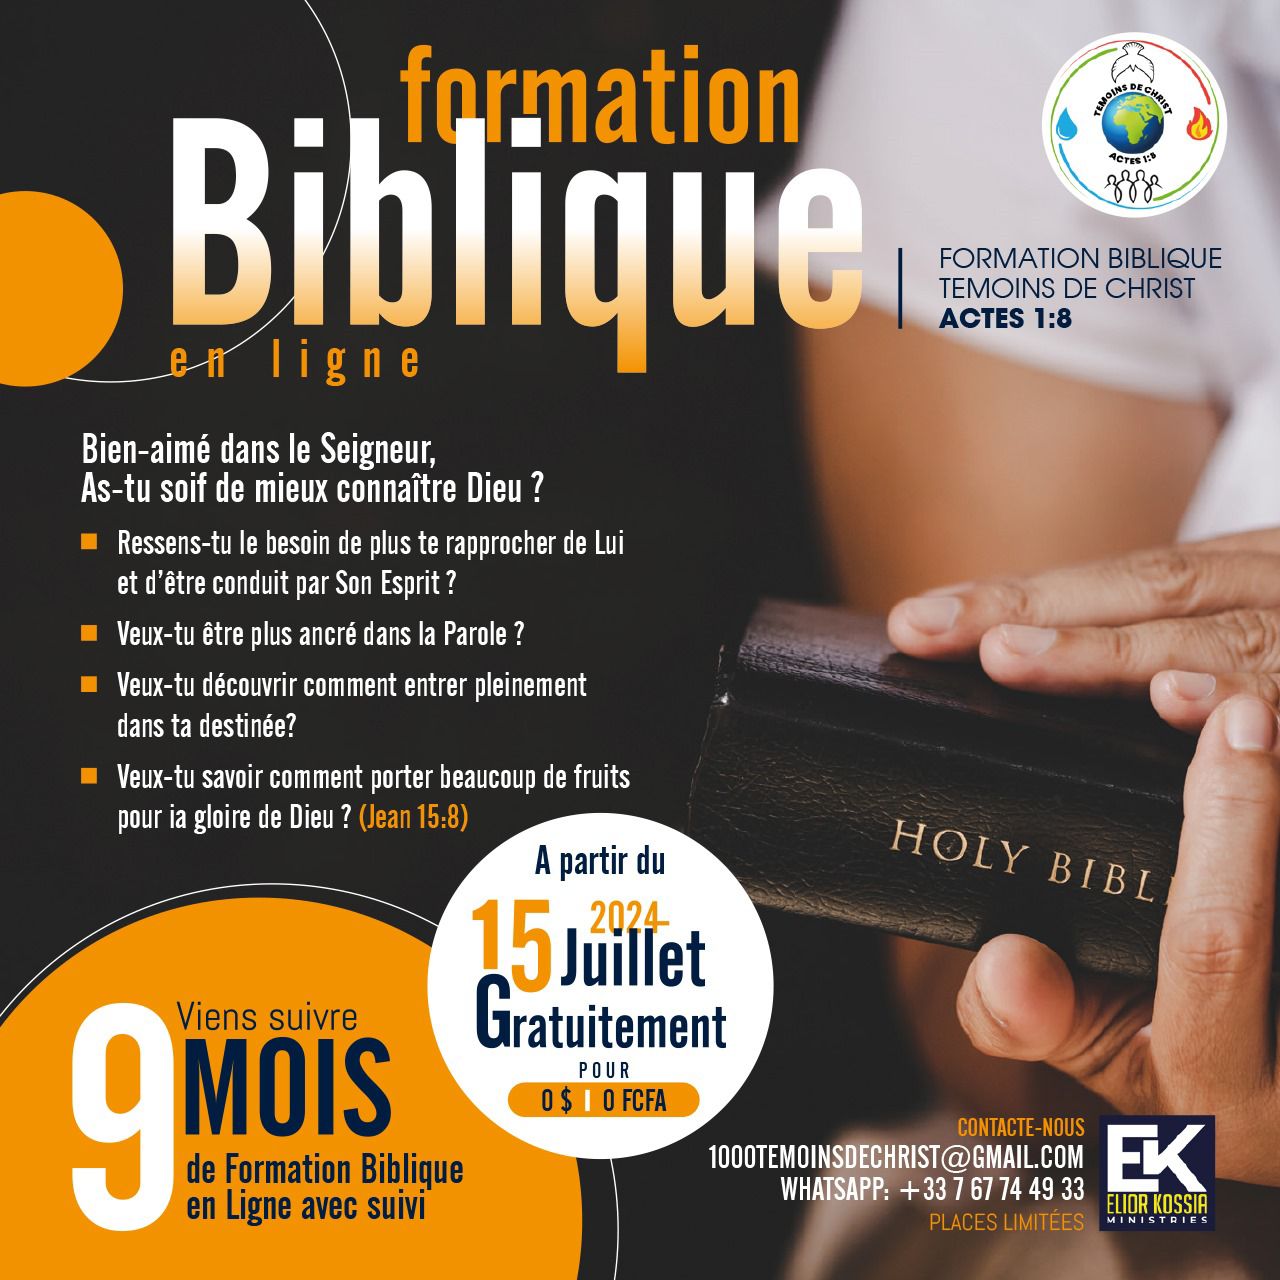 formation
Biblique
en ligne
TEMOINS DE CHRIST
ACTES 1:8
FORMATION BIBLIQUE
TEMOINS DE CHRIST
ACTES 1:8
Bien-aimé dans le Seigneur,
As-tu soif de mieux connaître Dieu ?
Ressens-tu le besoin de plus te rapprocher de Lui
et d'être conduit par Son Esprit ?
Veux-tu être plus ancré dans la Parole ?
Veux-tu découvrir comment entrer pleinement
dans ta destinée?
Veux-tu savoir comment porter beaucoup de fruits
pour ia gloire de Dieu ? (Jean 15:8)
HOLY BIBL
A partir du
2024
15 Juillet
Gratuitement
POUR
0 $ | 0 FCFA
Viens suivre
9 MOIS
de Formation Biblique
en Ligne avec suivi
CONTACTE-NOUS
1000TEMOINSDECHRIST@GMAIL.COM
WHATSAPP: +33 7 67 74 49 33
PLACES LIMITÉES
EK
ELIOR KOSSIA
MINISTRIES